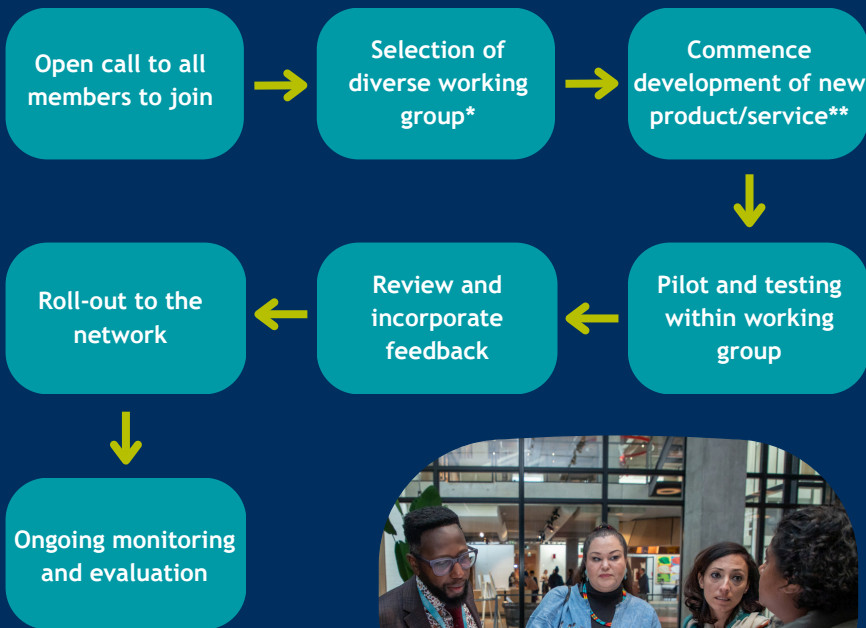 Open call to all
members to join
Selection of
diverse working
group*
Commence
development of new
product/service**
Pilot and testing
within working
group
Review and
incorporate
feedback
Roll-out to the
network
Ongoing monitoring
and evaluation